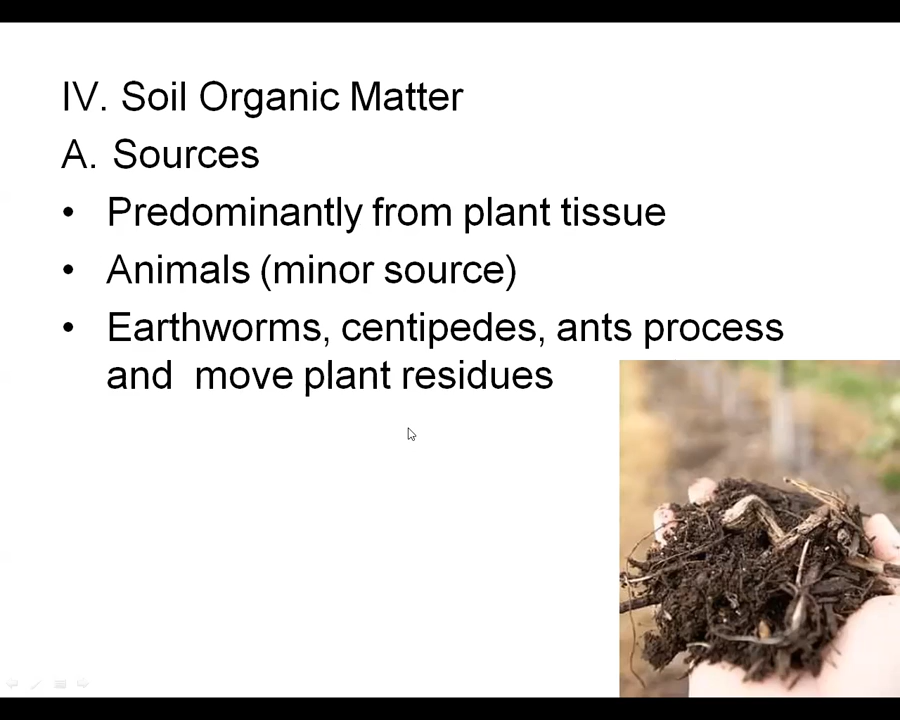 IV. Soil Organic Matter
A. Sources
• Predominantly from plant tissue
• Animals (minor source)
• Earthworms, centipedes, ants process
and  move plant residues